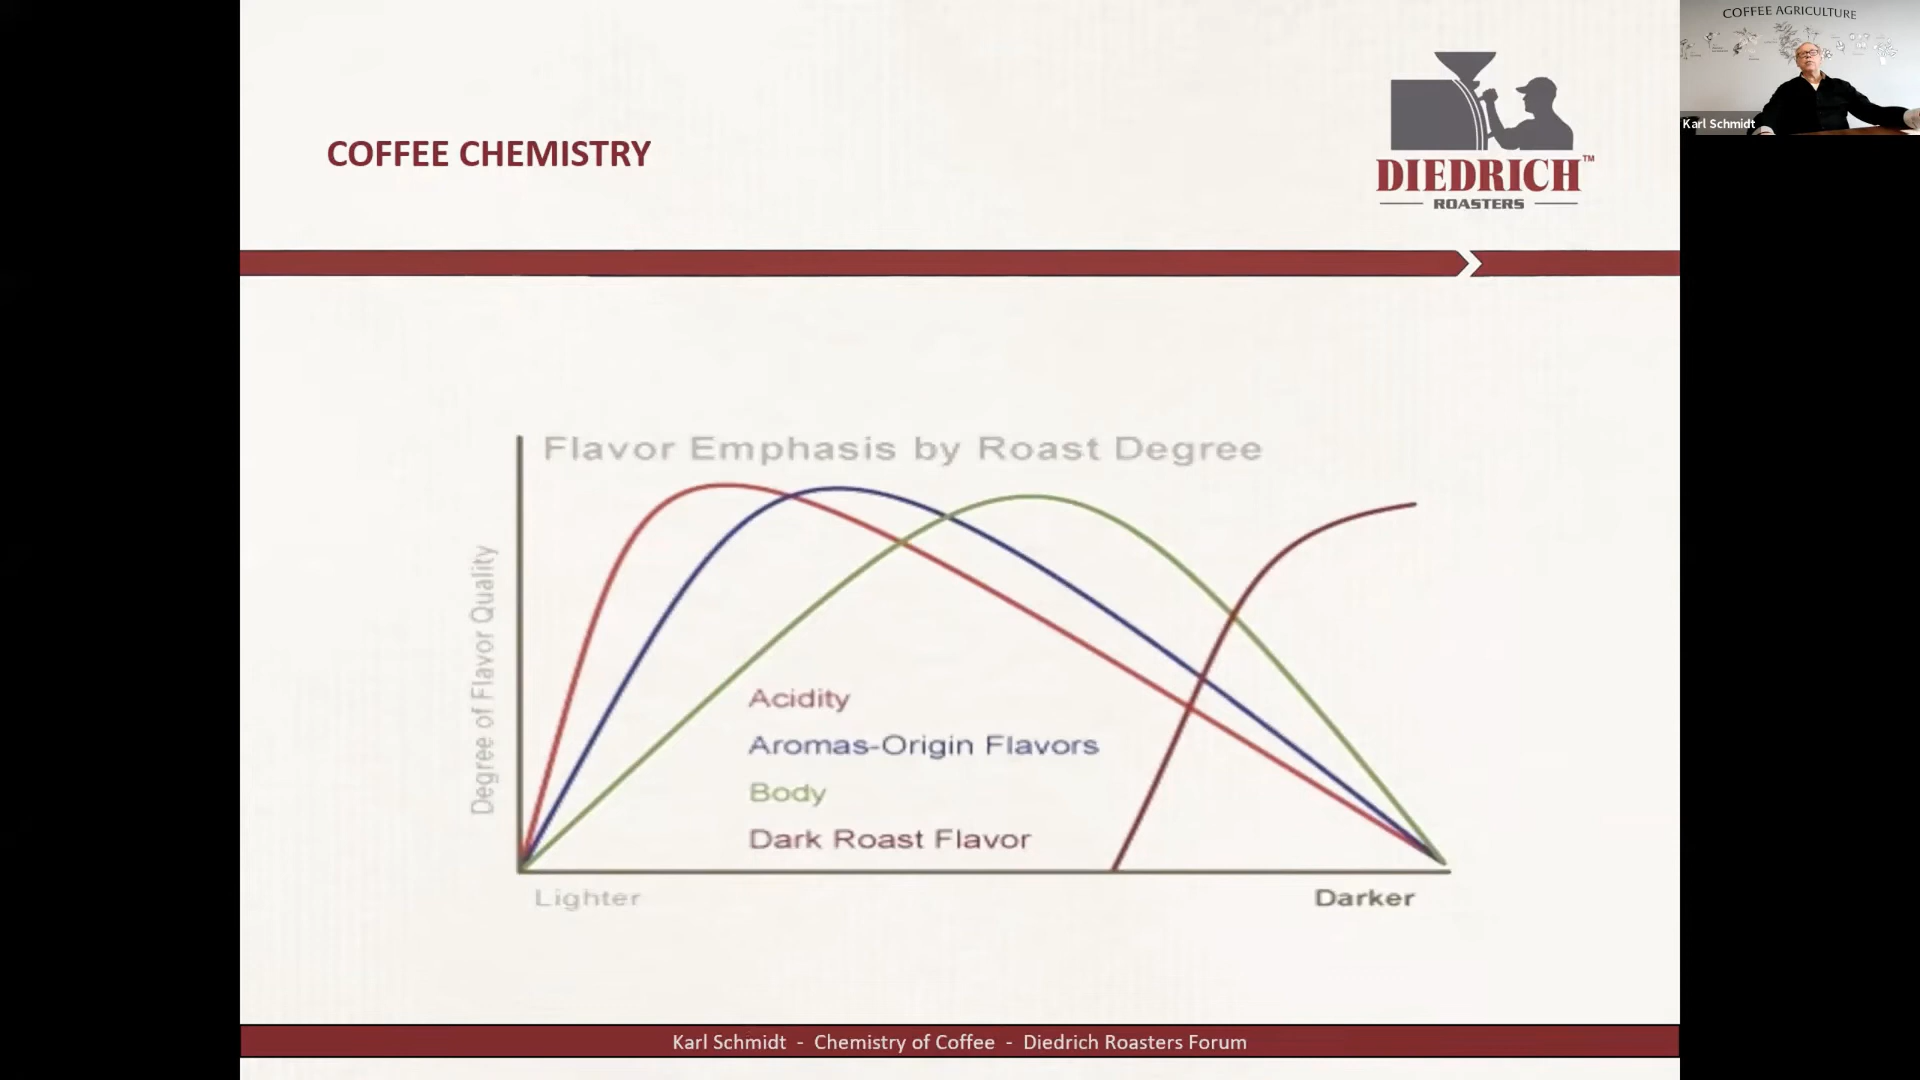 COFFEE AGRICULTURE
Karl Schmidt
COFFEE CHEMISTRY
DIEDRICH™
ROASTERS
Flavor Emphasis by Roast Degree
Degree of Flavor Quality
Acidity
Aromas-Origin Flavors
Body
Dark Roast Flavor
Lighter
Darker
Karl Schmidt - Chemistry of Coffee - Diedrich Roasters Forum